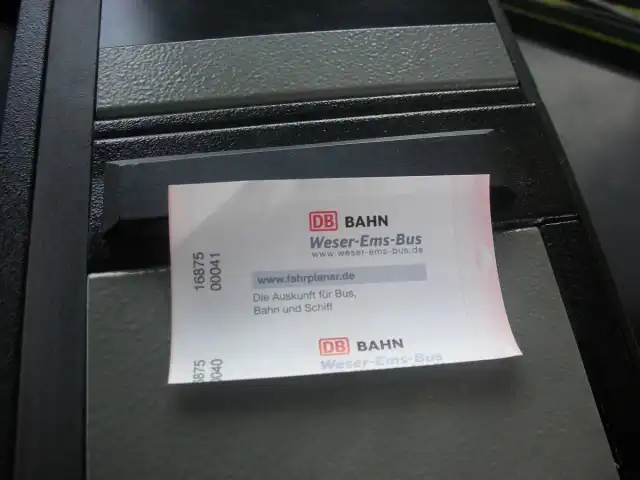 DB BAHN
Weser-Ems-Bus
www.weser-ems-bus.de
16875
00041
www.fahrplanar.de
Die Auskunft für Bus,
Bahn und Schiff
DB BAHN
Weser-Ems-Bus
6875
0040